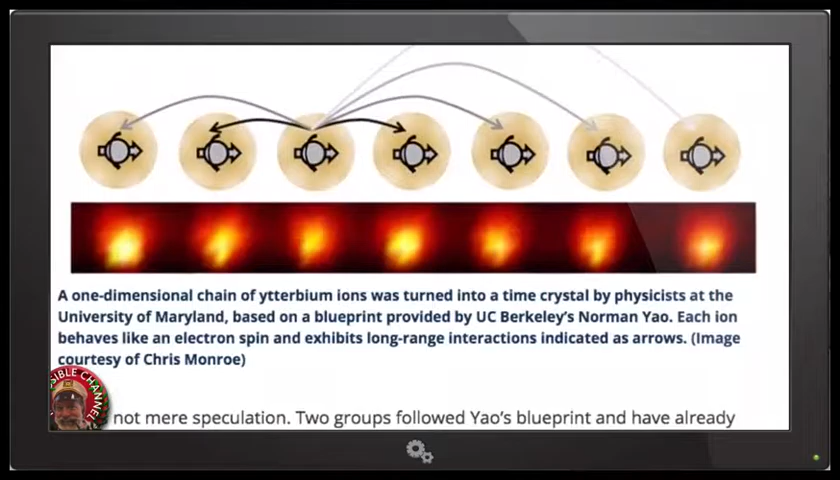 A one-dimensional chain of ytterbium ions was turned into a time crystal by physicists at the
University of Maryland, based on a blueprint provided by UC Berkeley's Norman Yao. Each ion
behaves like an electron spin and exhibits long-range interactions indicated as arrows. (Image
courtesy of Chris Monroe)
SIBLE CHANNEL
not mere speculation. Two groups followed Yao's blueprint and have already